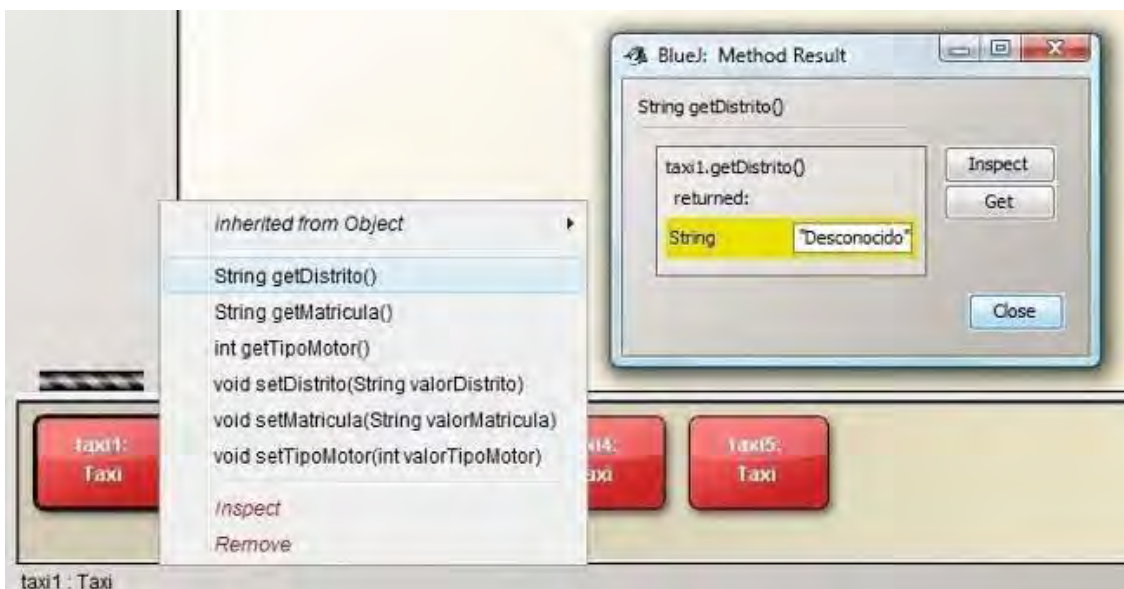 BlueJ: Method Result
String getDistrito()
taxi1.getDistrito()
returned:
String "Desconocido"
Inspect
Get
Close
inherited from Object
String getDistrito()
String getMatricula()
int getTipoMotor()
void setDistrito(String valorDistrito)
void setMatricula(String valorMatricula)
void setTipoMotor(int valorTipoMotor)
Inspect
Remove
taxi1:
Taxi
xi4:
axi
taxi5:
Taxi
taxi1 : Taxi